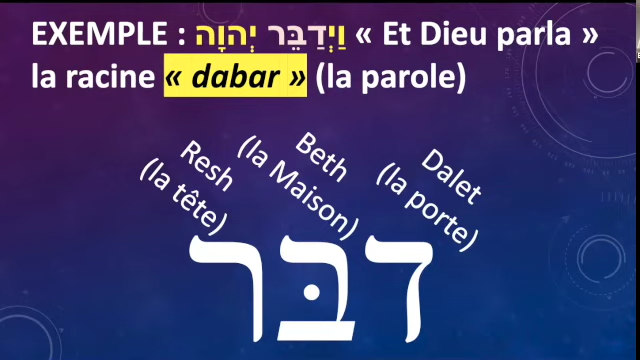 EXEMPLE : וַיְדַבֵּר יְהוָה « Et Dieu parla »
la racine « dabar » (la parole)
Resh
(la tête)
Beth
(la Maison)
Dalet
(la porte)
דבּר